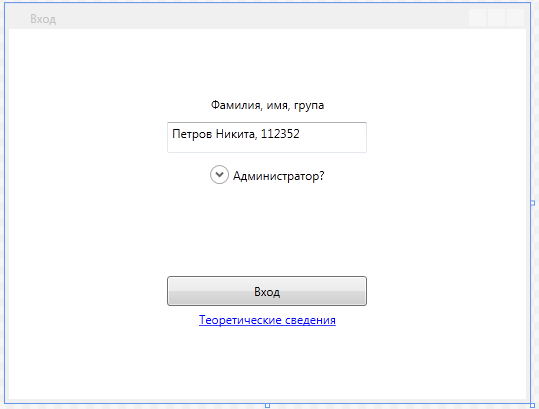 Вход
Фамилия, имя, група
Петров Никита, 112352
Администратор?
Вход
Теоретические сведения